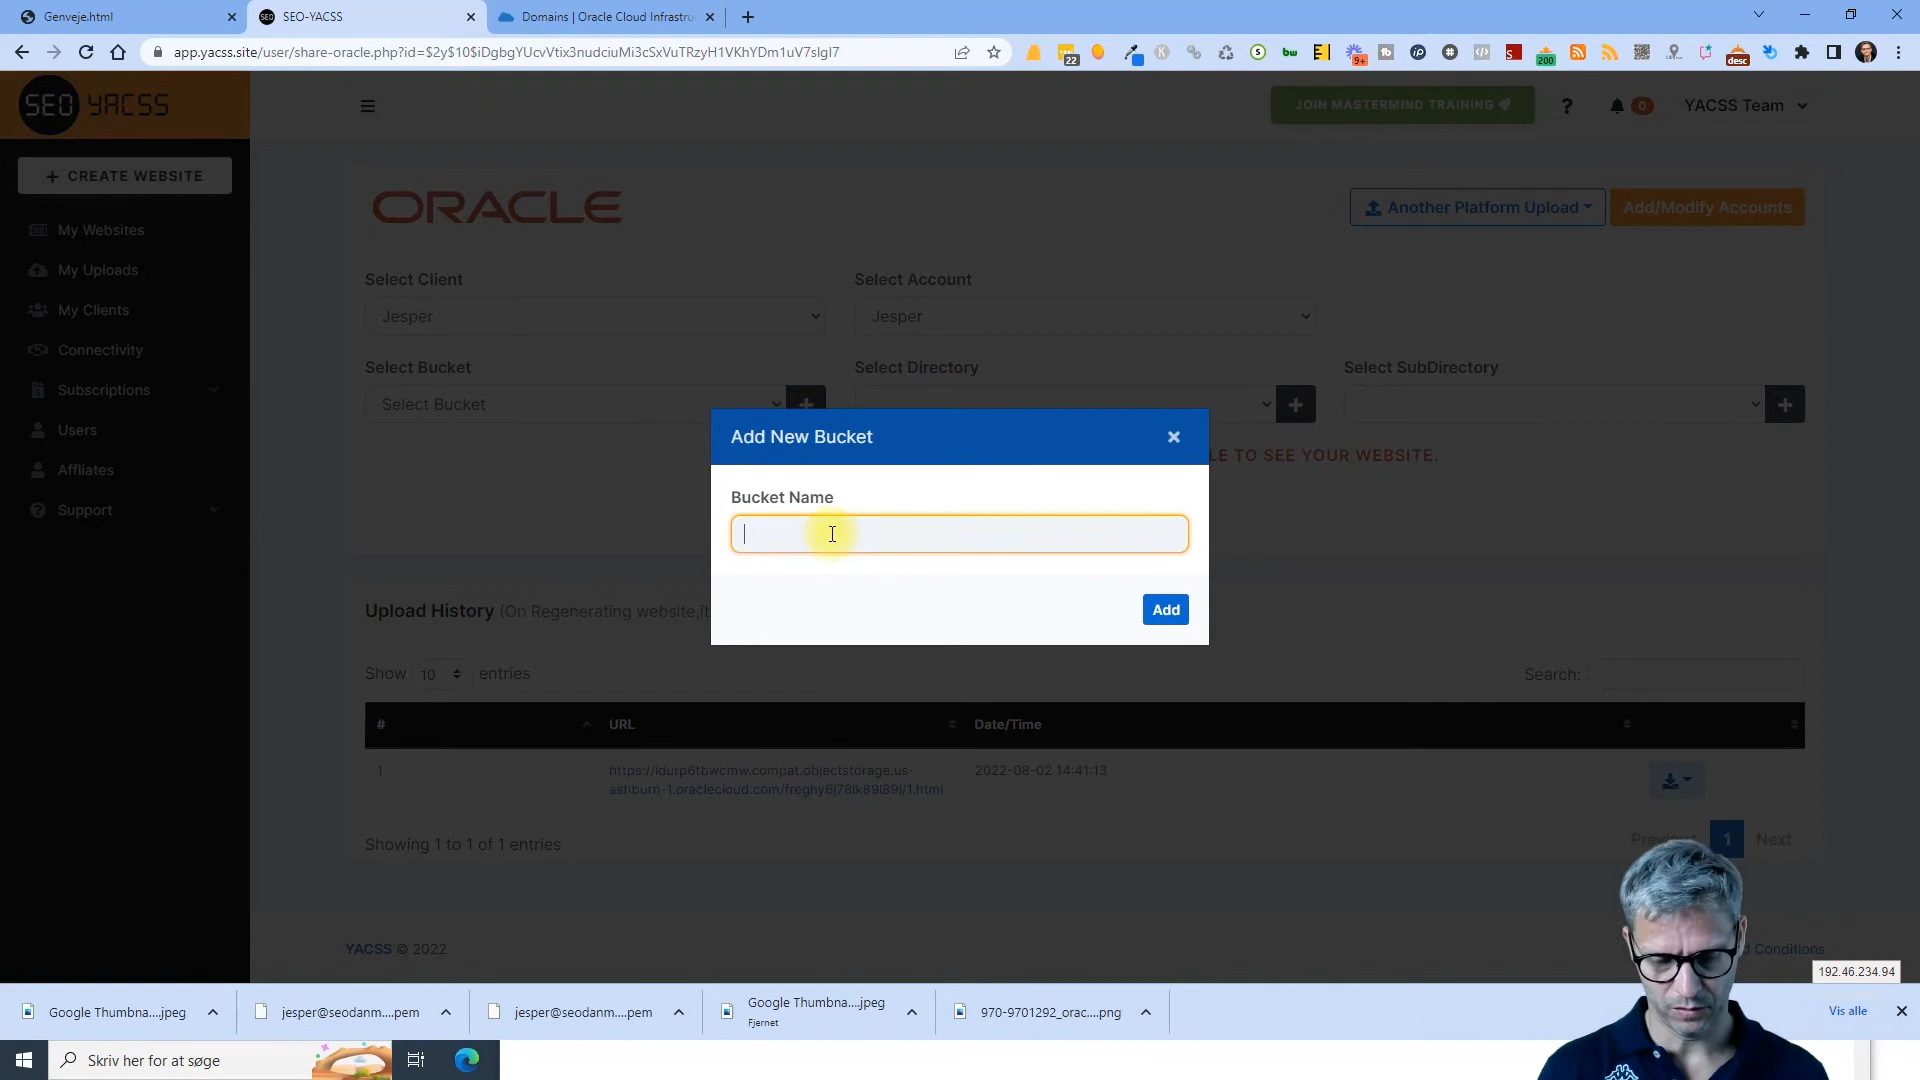 Genveje.html
SEO-YACSS
Domains | Oracle Cloud Infrastru
app.yacss.site/user/share-oracle.php?id=$2y$10$iDgbgYUcvVtix3nudciuMi3cSxVuTRzyH1VKhYDm1uV7sIgI7
22
9+
200
desc
SEO YACSS
JOIN MASTERMIND TRAINING
?
0
YACSS Team
+ CREATE WEBSITE
My Websites
My Uploads
My Clients
Connectivity
Subscriptions
Users
Affliates
Support
ORACLE
Another Platform Upload
Add/Modify Accounts
Select Client
Select Account
Jesper
Jesper
Select Bucket
Select Directory
Select SubDirectory
Select Bucket
LE TO SEE YOUR WEBSITE.
Add New Bucket
Bucket Name
Add
Upload History (On Regenerating website,it
Show 10 entries
Search:
# URL Date/Time
1 https://idurp6tbwcmw.compat.objectstorage.us- 2022-08-02 14:41:13
ashburn-1.oraclecloud.com/freghy6j78lk89l89l/1.html
Showing 1 to 1 of 1 entries
1 Next
YACSS © 2022
Conditions
192.46.234.94
Google Thumbna....jpeg
jesper@seodanm....pem
jesper@seodanm....pem
Google Thumbna....jpeg
Fjernet
970-9701292_orac....png
Vis alle
Skriv her for at søge